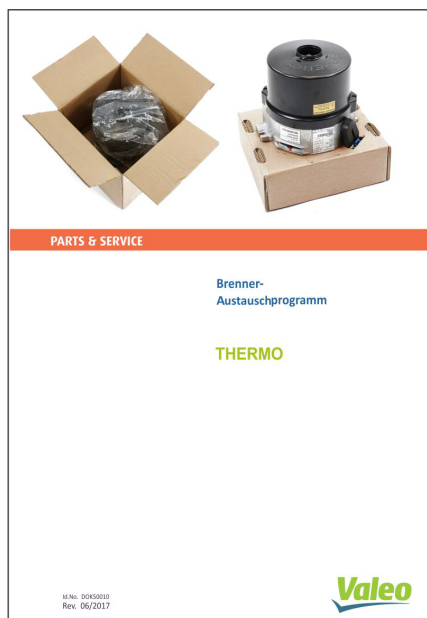 PARTS & SERVICE
Brenner-
Austauschprogramm
THERMO
Id.No. DOK50010
Rev. 06/2017
Valeo